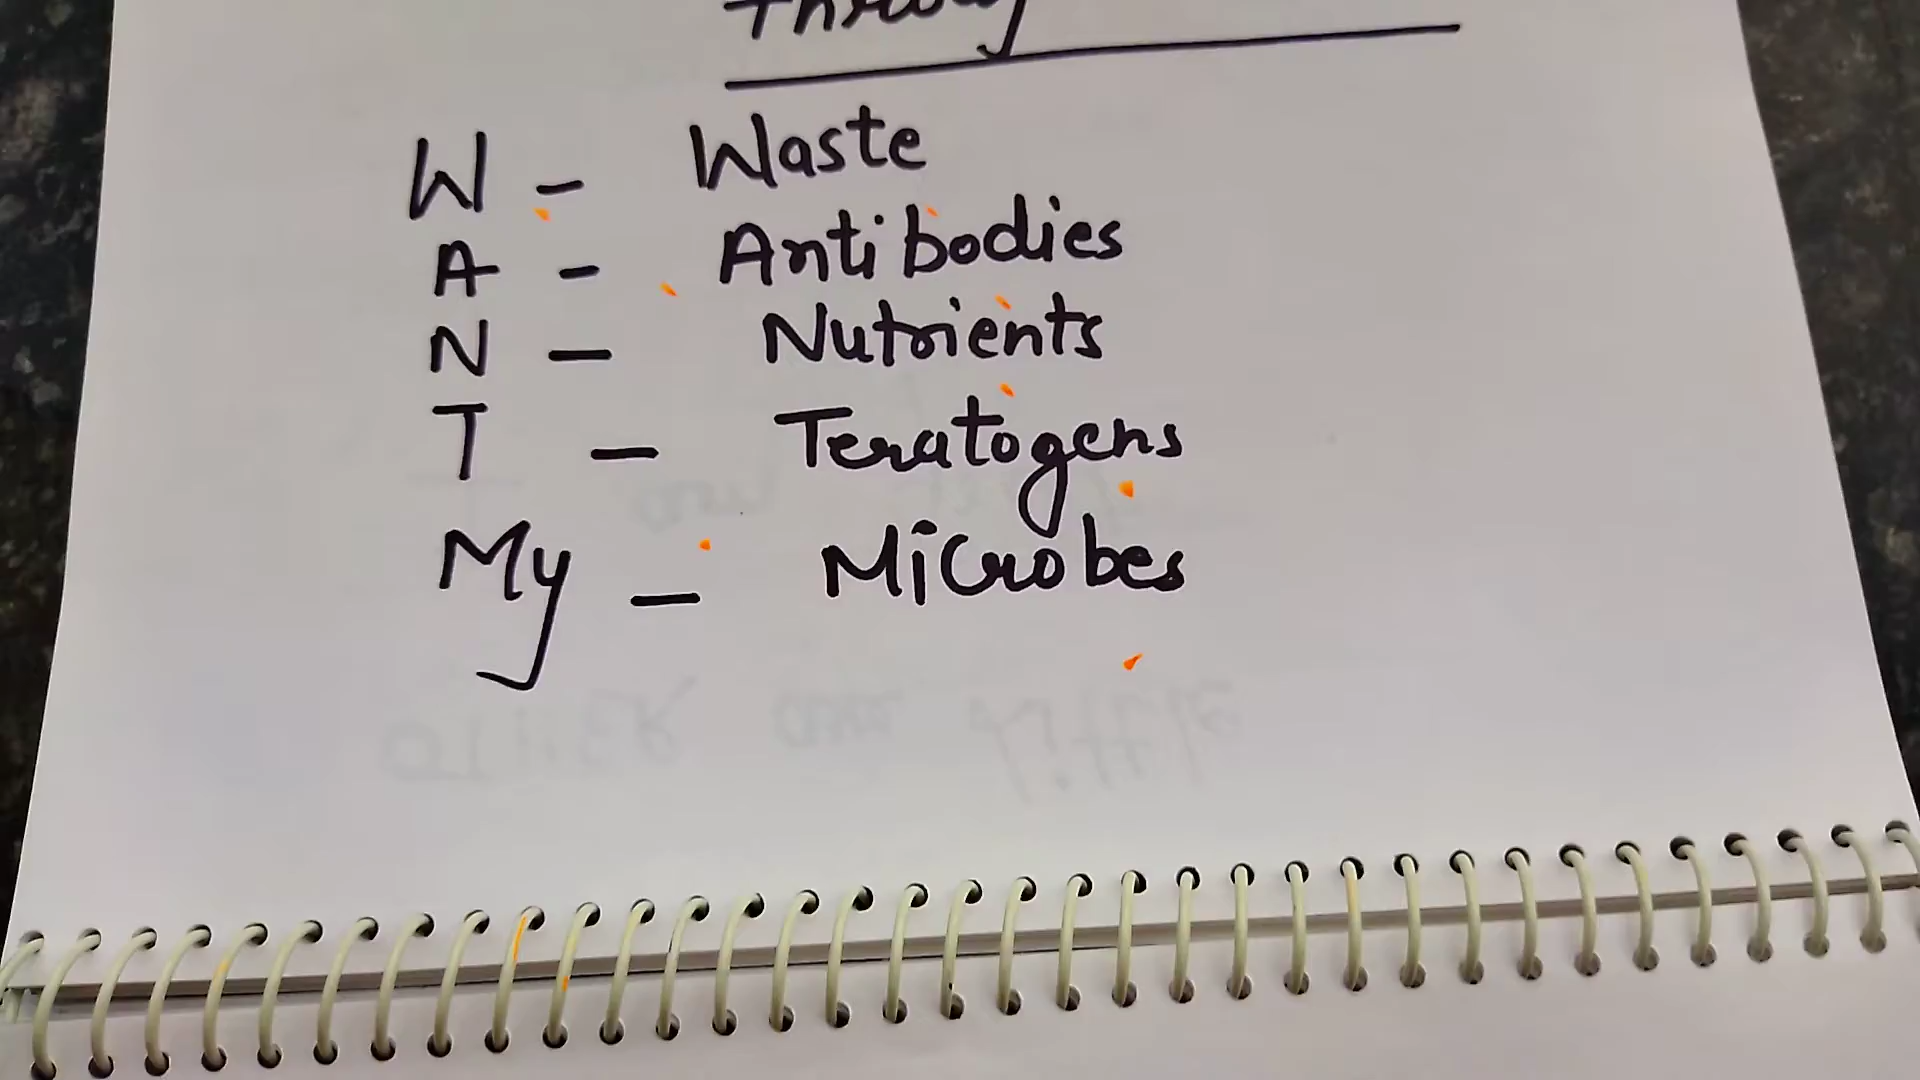 W - Waste
A - Antibodies
N - Nutrients
T - Teratogens
My - Microbes